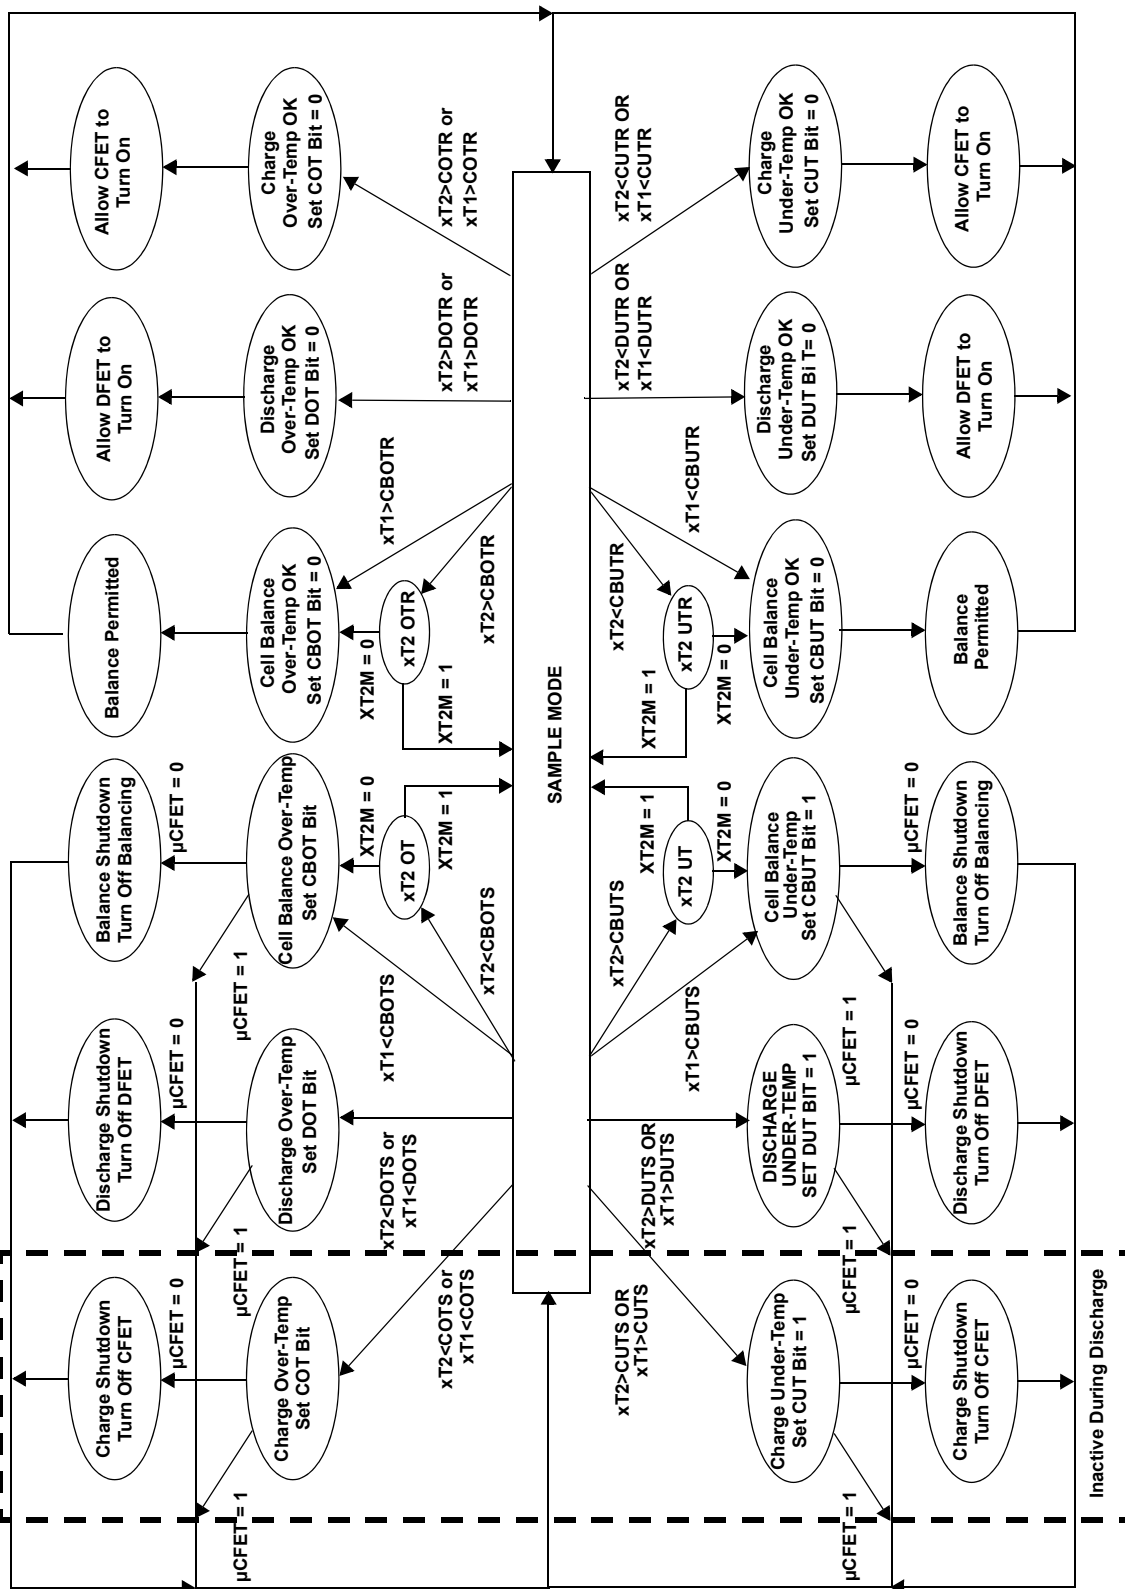 Charge Shutdown
Turn Off CFET
Discharge Shutdown
Turn Off DFET
Balance Shutdown
Turn Off Balancing
Balance Permitted
Allow DFET to
Turn On
Allow CFET to
Turn On
µCFET = 0
µCFET = 0
µCFET = 0
µCFET = 1
µCFET = 1
µCFET = 1
Charge Over-Temp
Set COT Bit
Discharge Over-Temp
Set DOT Bit
Cell Balance Over-Temp
Set CBOT Bit
Cell Balance
Over-Temp OK
Set CBOT Bit = 0
Discharge
Over-Temp OK
Set DOT Bit = 0
Charge
Over-Temp OK
Set COT Bit = 0
XT2M = 0
XT2M = 0
xT2 OT
xT2 OTR
XT2M = 1
XT2M = 1
xT2<COTS or
xT1<COTS
xT2<DOTS or
xT1<DOTS
xT1<CBOTS
xT2<CBOTS
xT1>CBOTR
xT2>CBOTR
xT2>DOTR or
xT1>DOTR
xT2>COTR or
xT1>COTR
SAMPLE MODE
xT2>CUTS OR
xT1>CUTS
xT2>DUTS OR
xT1>DUTS
xT2>CBUTS
xT1>CBUTS
xT2<CBUTR
xT1<CBUTR
xT2<DUTR OR
xT1<DUTR
xT2<CUTR OR
xT1<CUTR
XT2M = 1
XT2M = 1
xT2 UT
xT2 UTR
XT2M = 0
XT2M = 0
Charge Under-Temp
Set CUT Bit = 1
DISCHARGE
UNDER-TEMP
SET DUT BIT = 1
Cell Balance
Under-Temp
Set CBUT Bit = 1
Cell Balance
Under-Temp OK
Set CBUT Bit = 0
Discharge
Under-Temp OK
Set DUT Bi T= 0
Charge
Under-Temp OK
Set CUT Bit = 0
µCFET = 1
µCFET = 1
µCFET = 1
µCFET = 0
µCFET = 0
µCFET = 0
Charge Shutdown
Turn Off CFET
Discharge Shutdown
Turn Off DFET
Balance Shutdown
Turn Off Balancing
Balance
Permitted
Allow DFET to
Turn On
Allow CFET to
Turn On
Inactive During Discharge